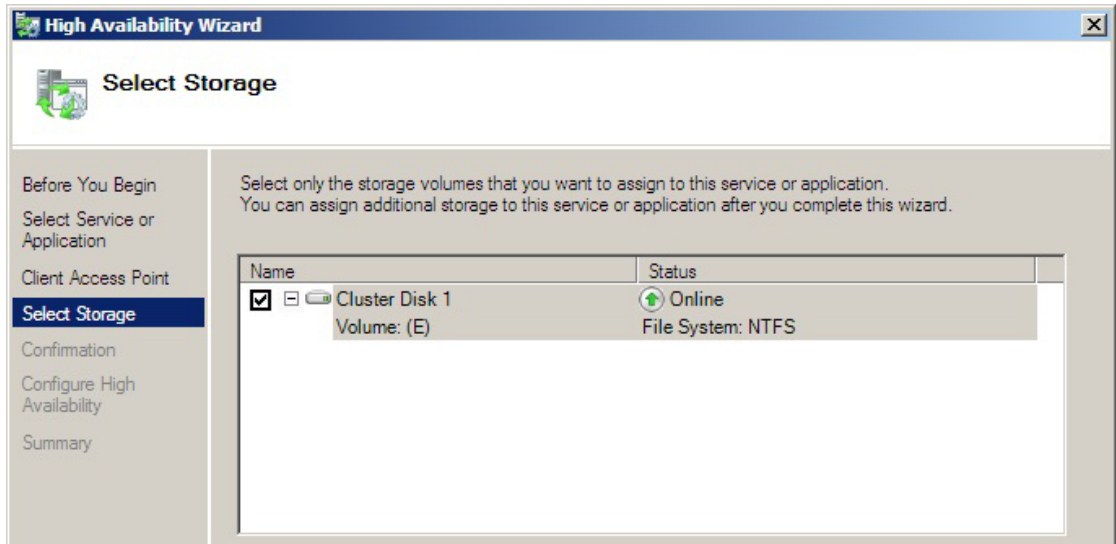 High Availability Wizard
Select Storage
Before You Begin
Select Service or
Application
Client Access Point
Select Storage
Confirmation
Configure High
Availability
Summary
Select only the storage volumes that you want to assign to this service or application.
You can assign additional storage to this service or application after you complete this wizard.
Name Status
Cluster Disk 1 Online
Volume: (E) File System: NTFS